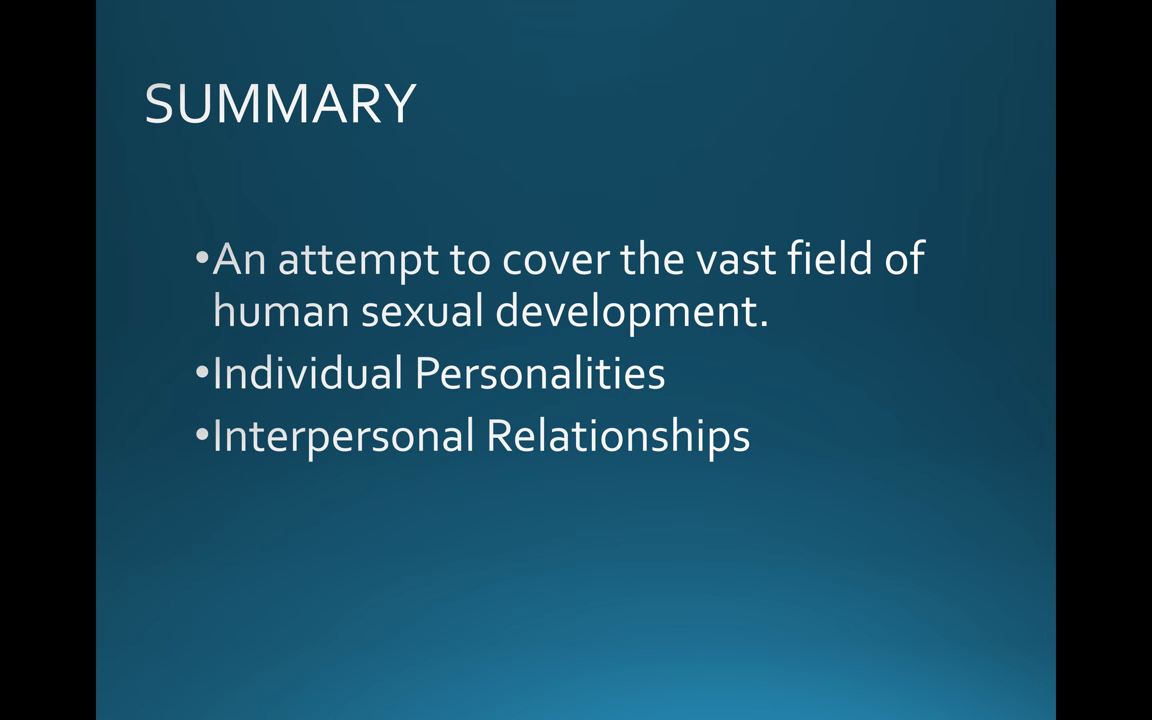 SUMMARY
•An attempt to cover the vast field of
human sexual development.
•Individual Personalities
•Interpersonal Relationships